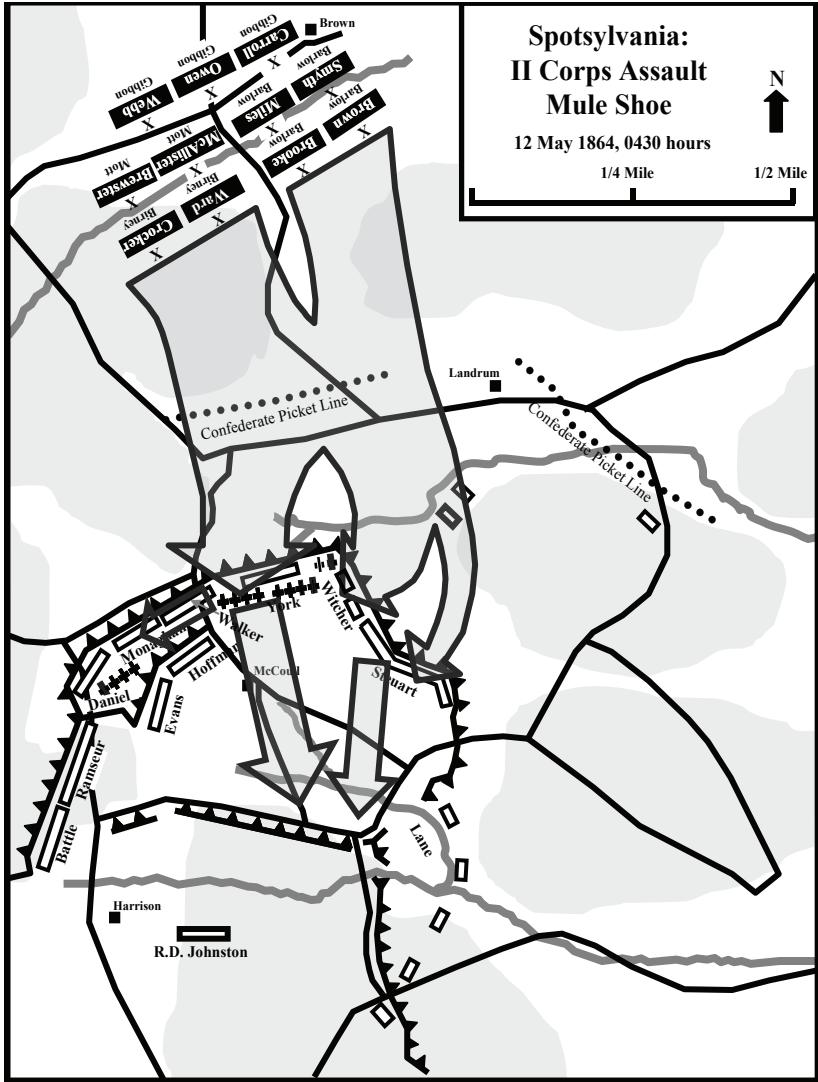 Spotsylvania:
II Corps Assault
Mule Shoe
12 May 1864, 0430 hours
N
1/4 Mile
1/2 Mile
Brown
Gibbon
Carroll
Gibbon
Owen
Gibbon
Webb
X
X
X
Barlow
Smyth
Barlow
Miles
Mott
McAllister
Mott
Brewster
X
X
X
X
Barlow
Brown
Barlow
Brooke
Birney
Ward
Birney
Crocker
X
X
X
X
Landrum
Confederate Picket Line
Confederate Picket Line
York
Witcher
Walker
Hoffman
McCoull
Steuart
Daniel
Evans
Ramseur
Battle
Lane
Harrison
R.D. Johnston